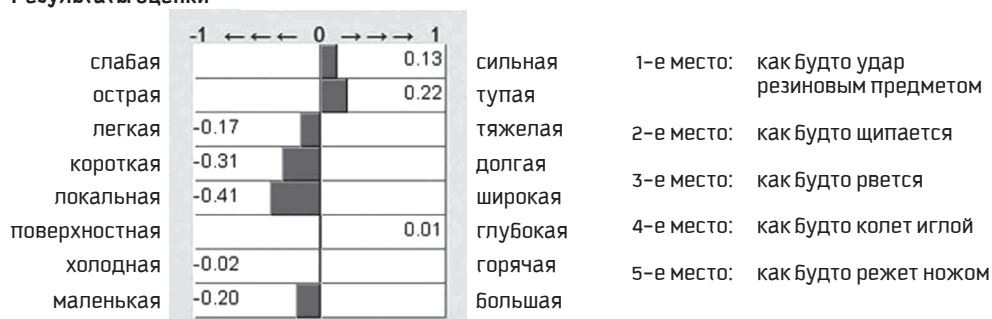 Результаты оценки
-1 ←←← 0 →→→ 1
слабая 0.13 сильная
острая 0.22 тупая
легкая -0.17 тяжелая
короткая -0.31 долгая
локальная -0.41 широкая
поверхностная 0.01 глубокая
холодная -0.02 горячая
маленькая -0.20 большая
1-е место: как будто удар
резиновым предметом
2-е место: как будто щипается
3-е место: как будто рвется
4-е место: как будто колет иглой
5-е место: как будто режет ножом